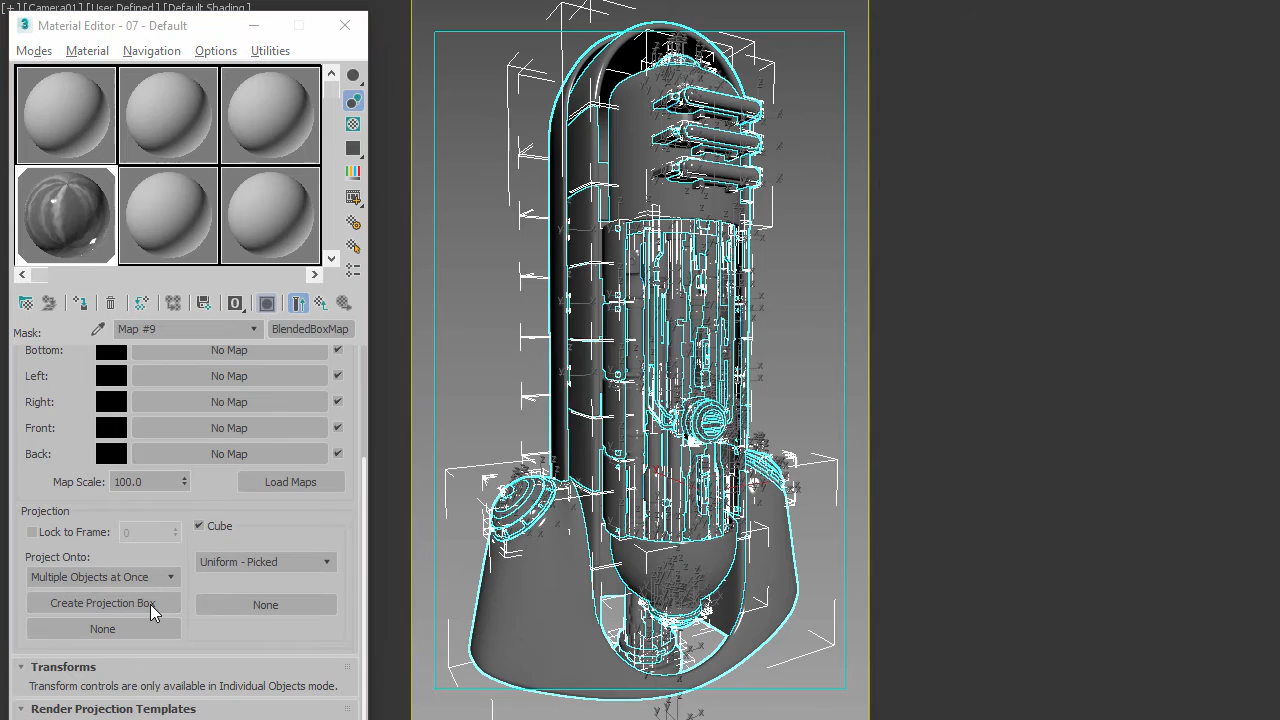 [+] [Camera01] [User Defined] [Default Shading]
Material Editor - 07 - Default
Modes Material Navigation Options Utilities
0
Mask: Map #9 BlendedBoxMap
Bottom: No Map
Left: No Map
Right: No Map
Front: No Map
Back: No Map
Map Scale: 100.0 Load Maps
Projection
Lock to Frame: 0 Cube
Project Onto:
Multiple Objects at Once Uniform - Picked
Create Projection Box None
None
Transforms
Transform controls are only available in Individual Objects mode.
Render Projection Templates